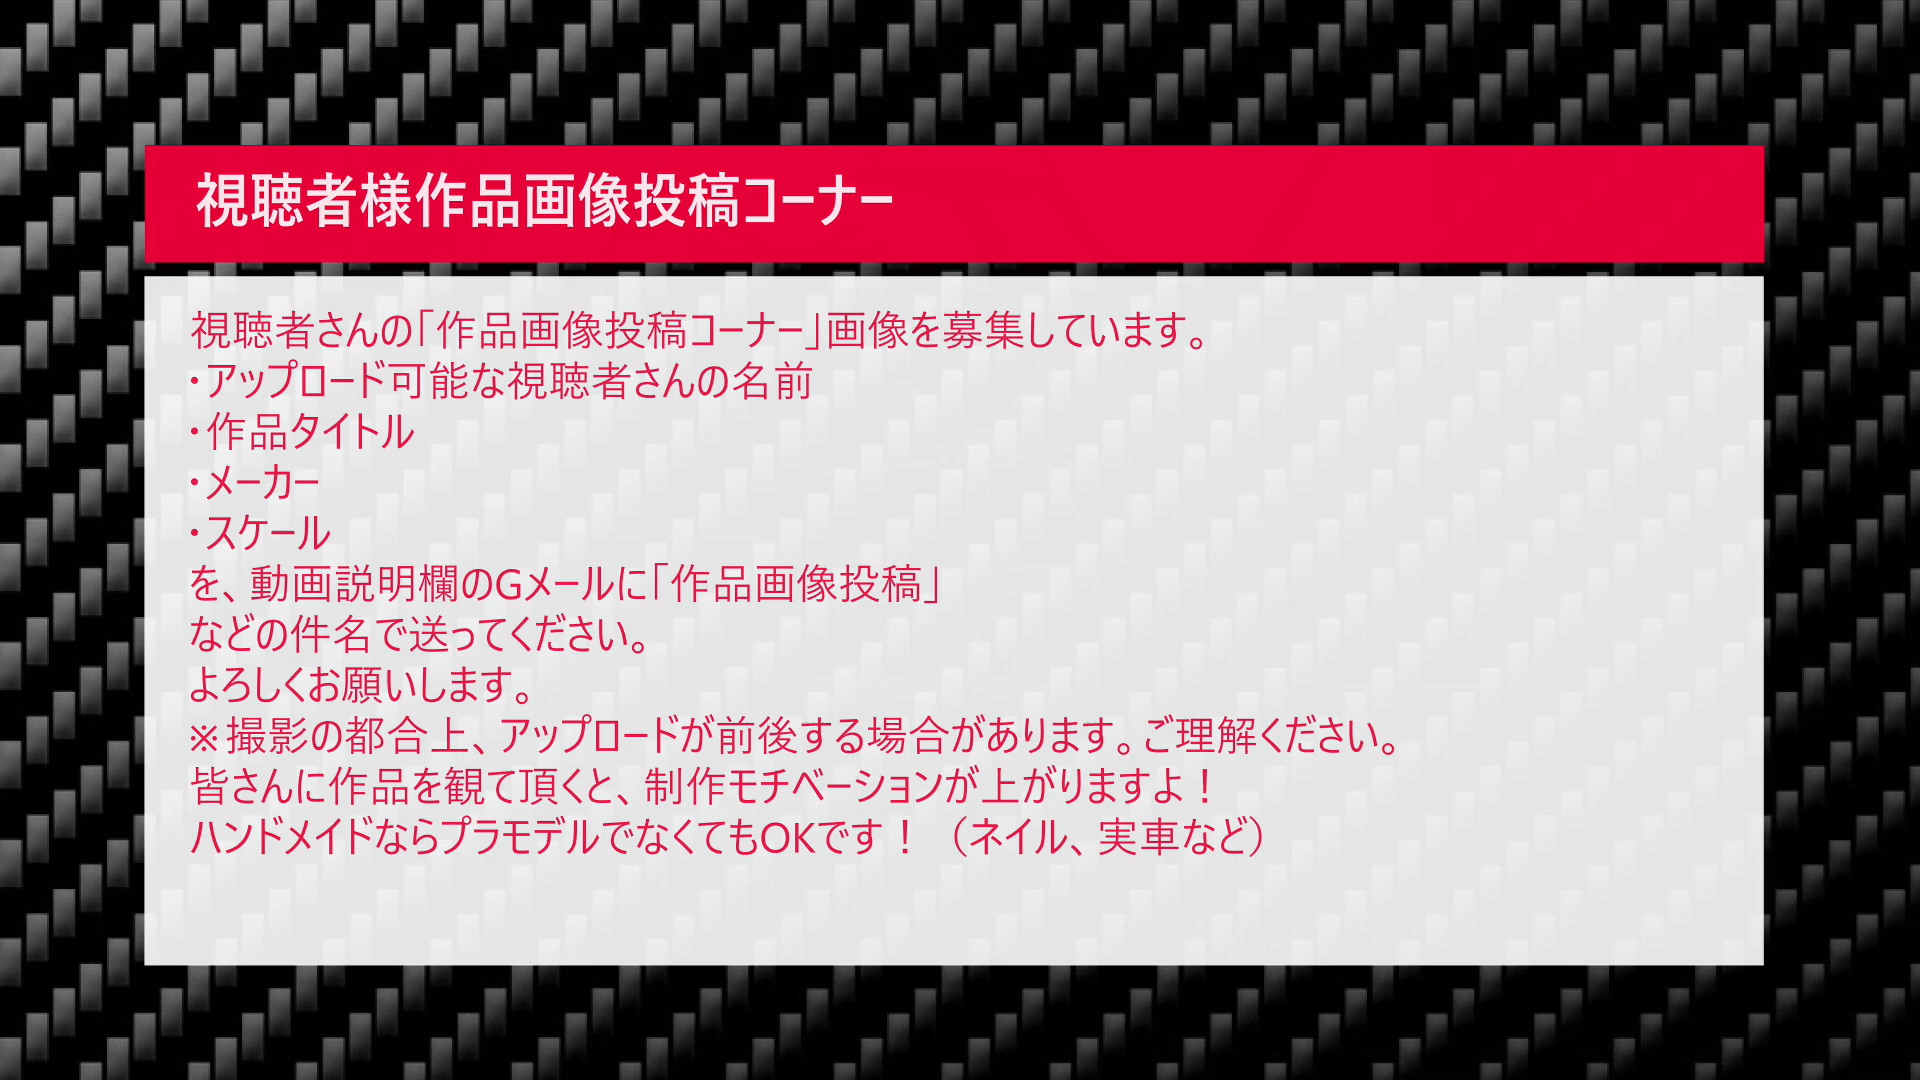 視聴者様作品画像投稿コーナー
視聴者さんの「作品画像投稿コーナー」画像を募集しています。
・アップロード可能な視聴者さんの名前
・作品タイトル
・メーカー
・スケール
を、動画説明欄のGメールに「作品画像投稿」
などの件名で送ってください。
よろしくお願いします。
※撮影の都合上、アップロードが前後する場合があります。ご理解ください。
皆さんに作品を観て頂くと、制作モチベーションが上がりますよ！
ハンドメイドならプラモデルでなくてもOKです！（ネイル、実車など）